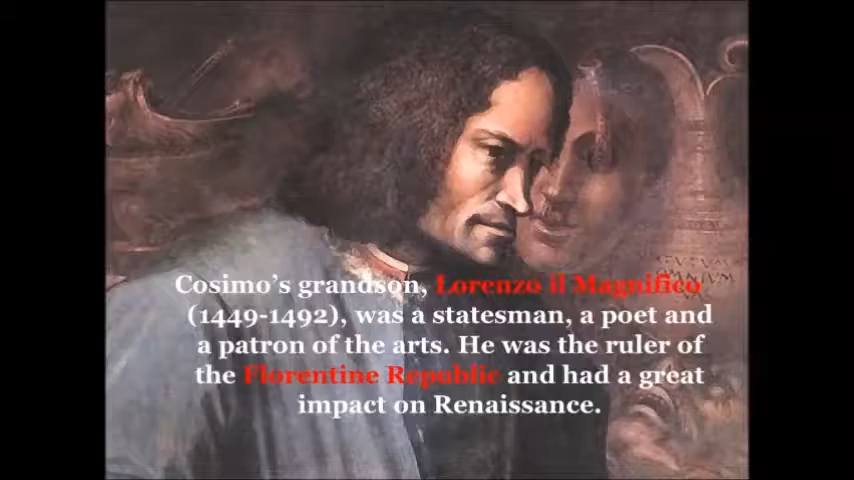 Cosimo's grandson, Lorenzo il Magnifico
(1449-1492), was a statesman, a poet and
a patron of the arts. He was the ruler of
the Florentine Republic and had a great
impact on Renaissance.